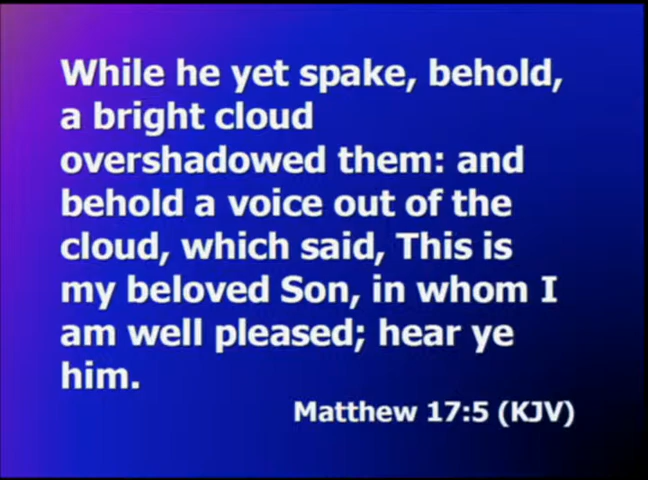 While he yet spake, behold,
a bright cloud
overshadowed them: and
behold a voice out of the
cloud, which said, This is
my beloved Son, in whom I
am well pleased; hear ye
him.
Matthew 17:5 (KJV)